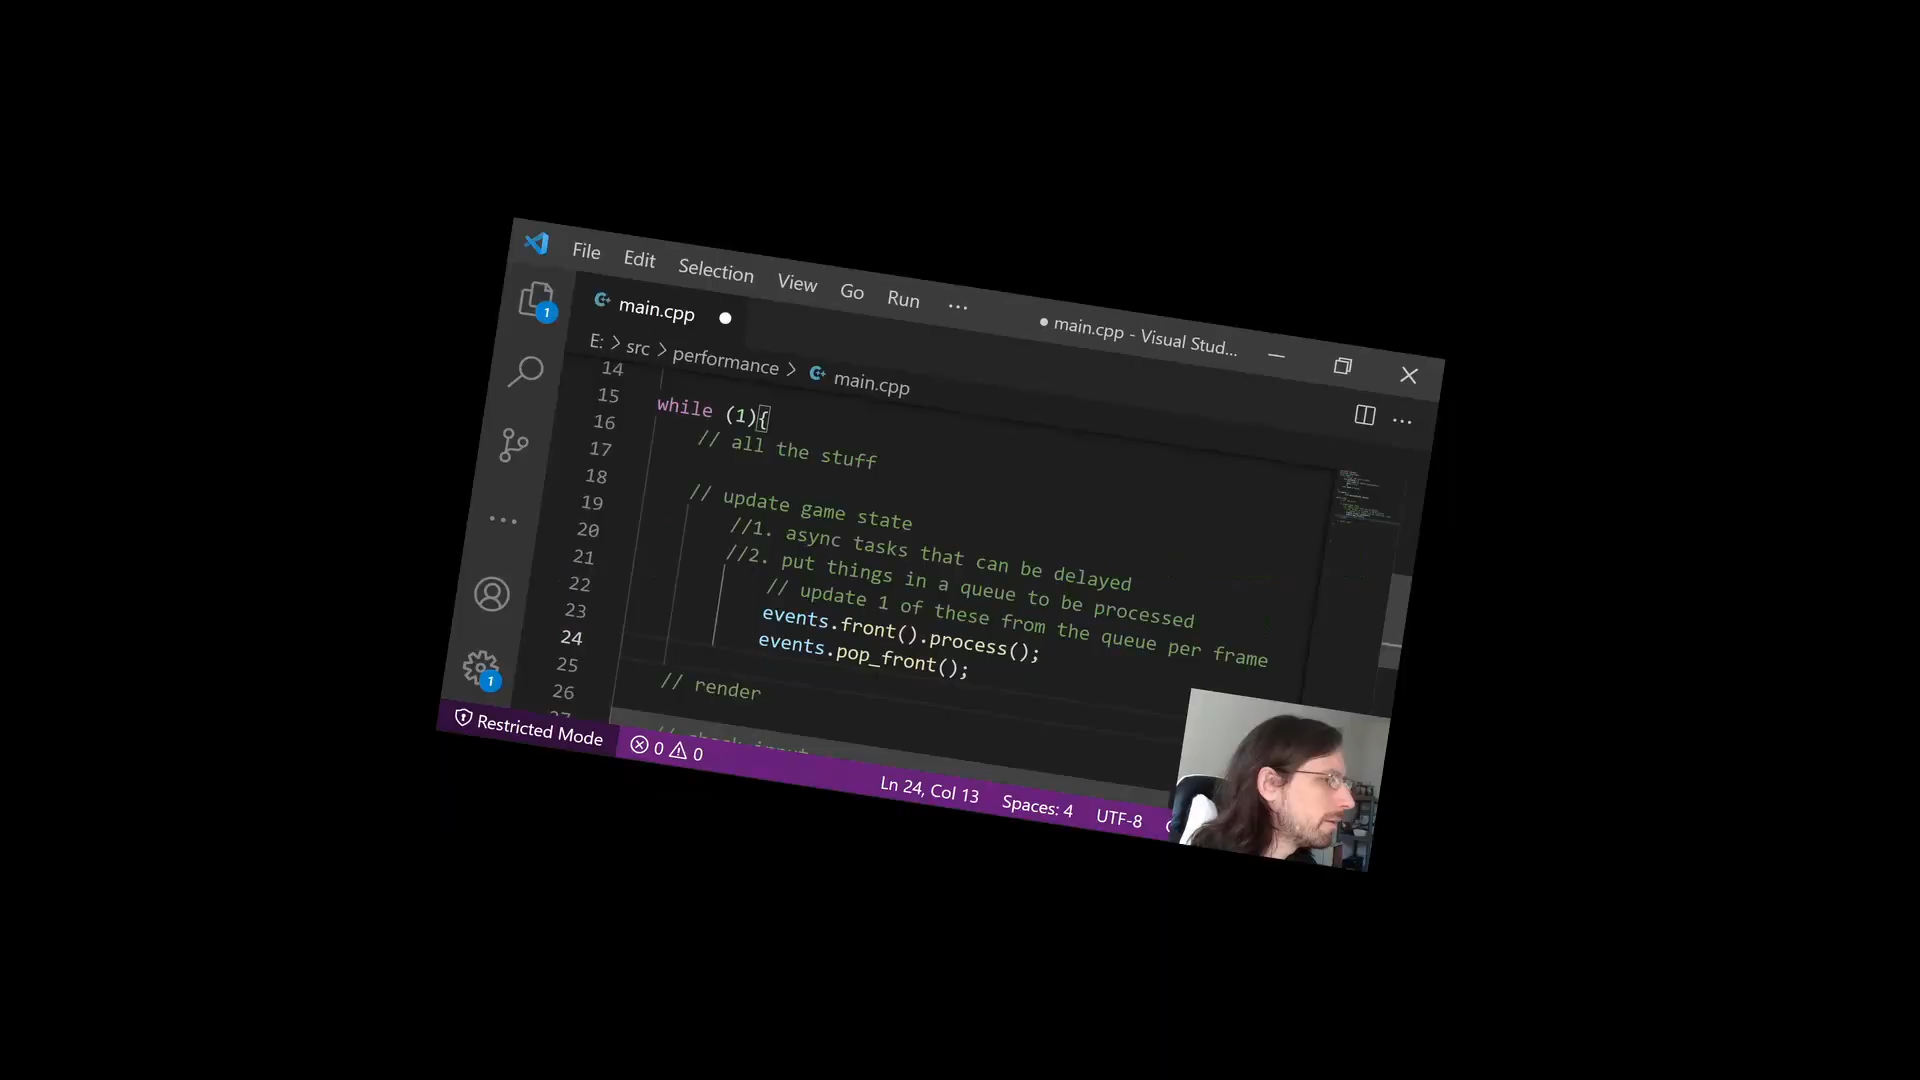 File Edit Selection View Go Run ...
main.cpp - Visual Stud...
main.cpp
E: > src > performance > main.cpp
14
15 while (1){
16 // all the stuff
17
18 // update game state
19 //1. async tasks that can be delayed
20 //2. put things in a queue to be processed
21 // update 1 of these from the queue per frame
22 events.front().process();
23 events.pop_front();
24
25 // render
26
27 // check input
1
1
Restricted Mode 0 0 Ln 24, Col 13 Spaces: 4 UTF-8